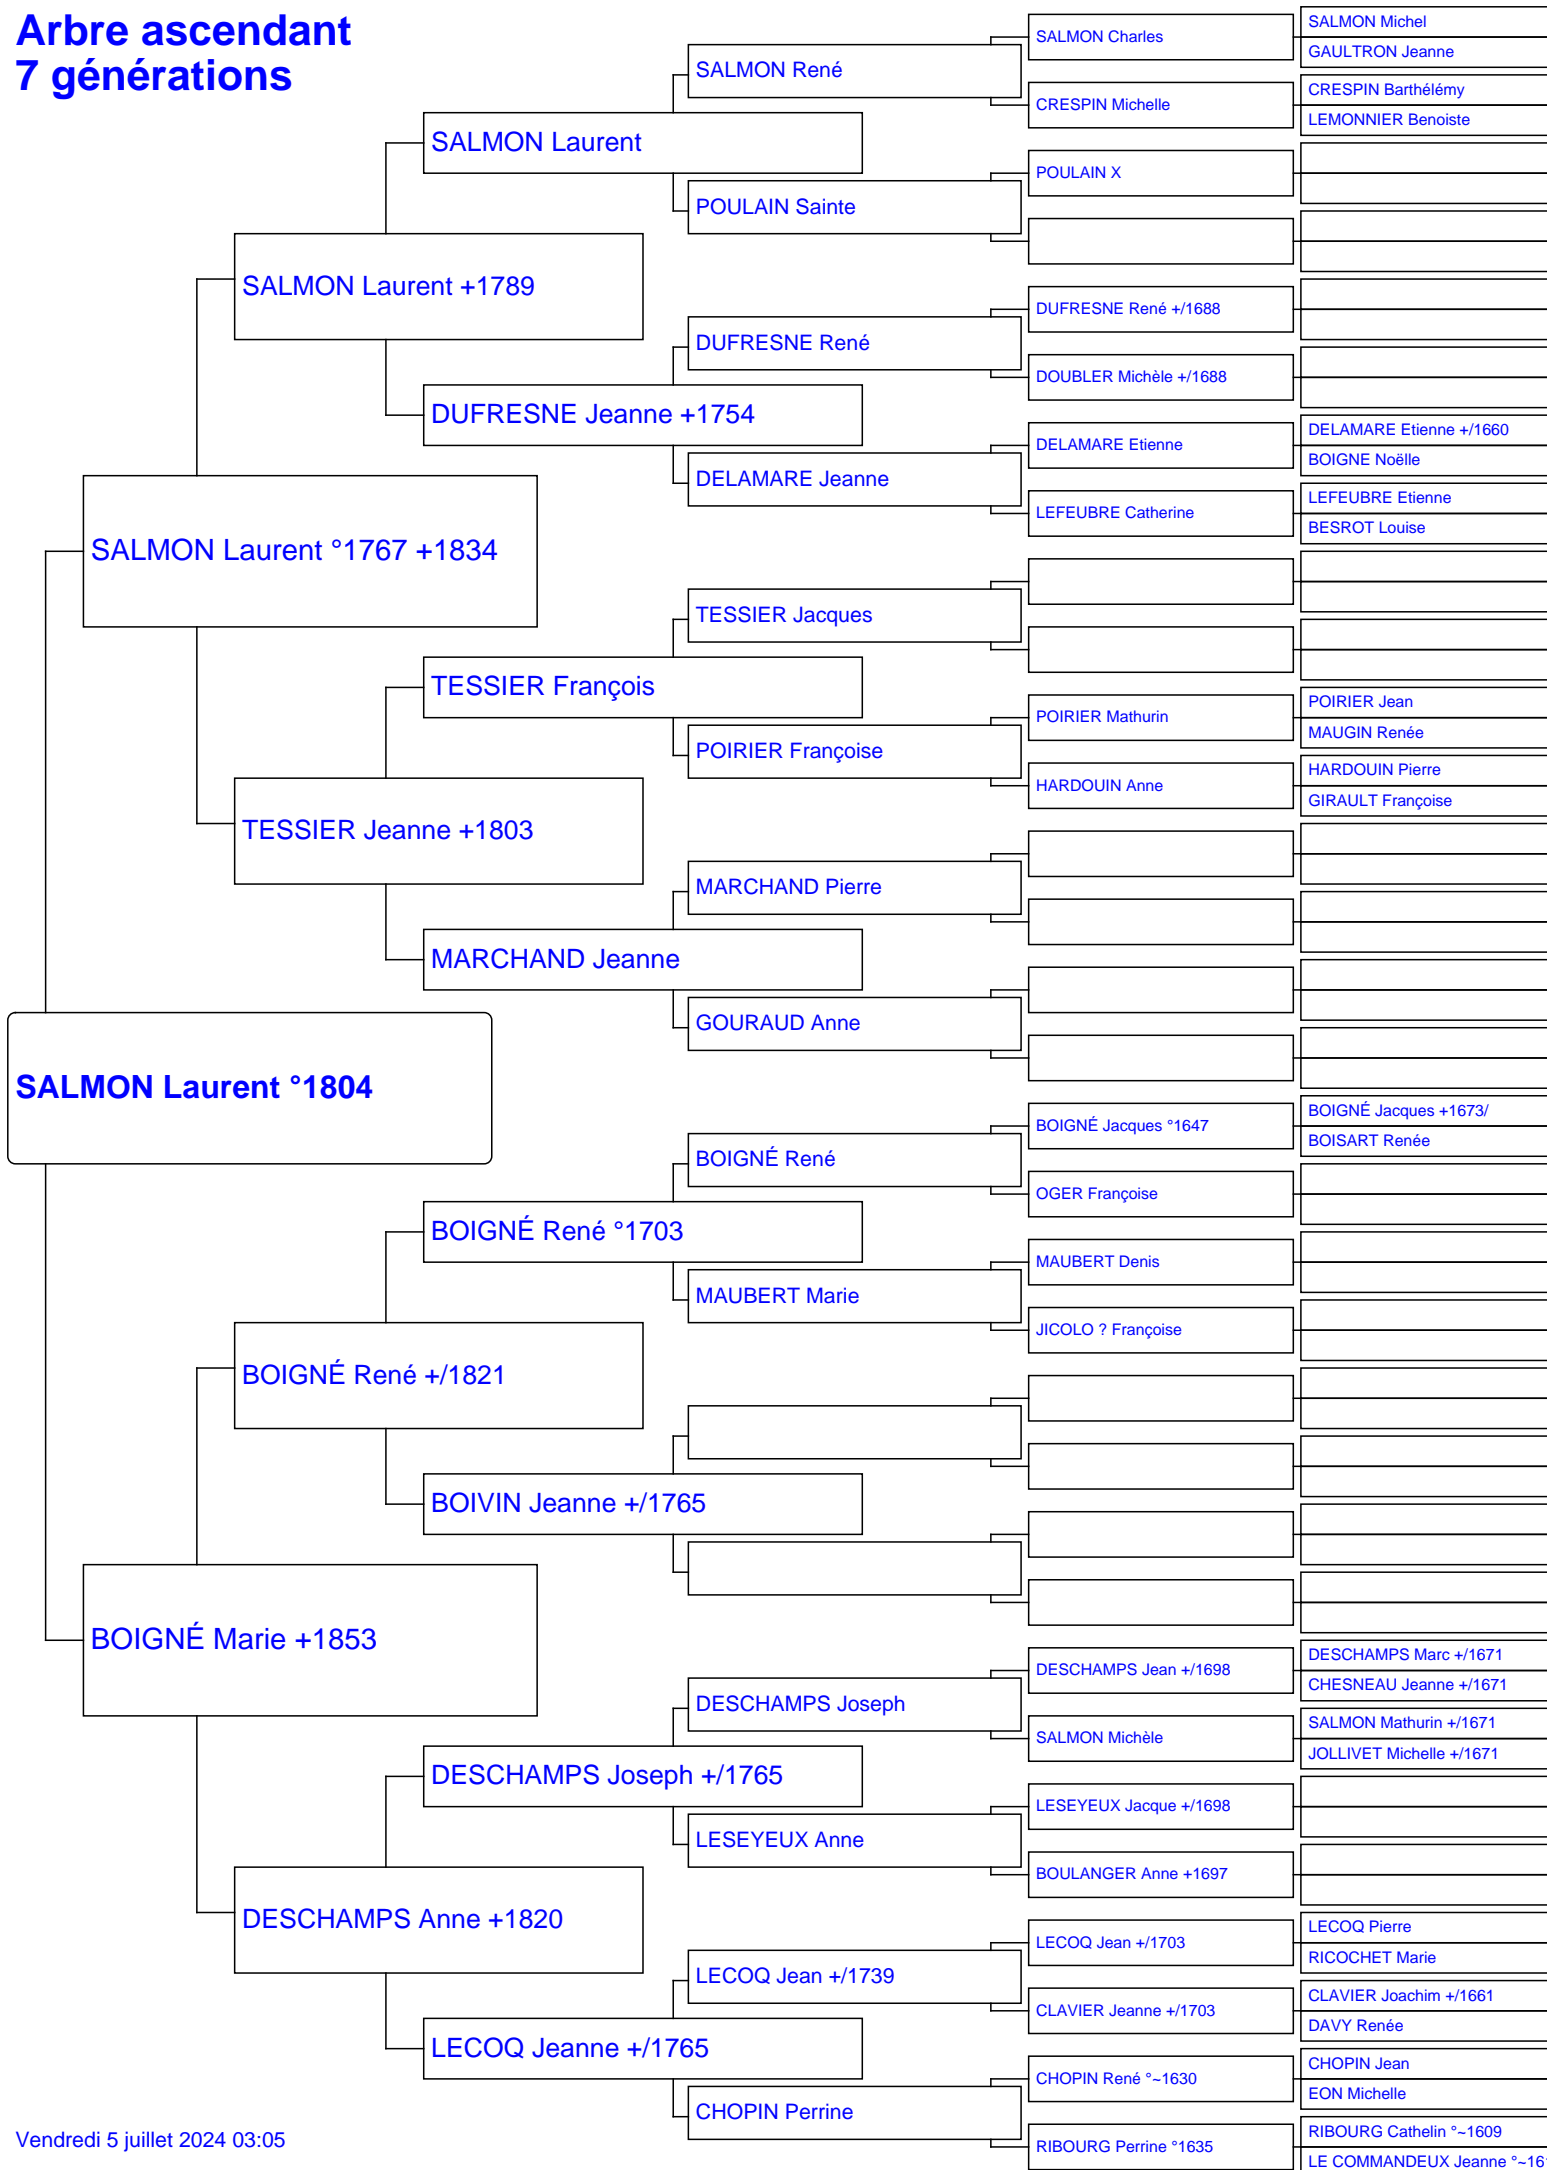 Arbre ascendant
7 générations
SALMON Laurent °1804
SALMON Laurent °1767 +1834
BOIGNÉ Marie +1853
SALMON Laurent +1789
TESSIER Jeanne +1803
BOIGNÉ René +/1821
DESCHAMPS Anne +1820
SALMON Laurent
DUFRESNE Jeanne +1754
TESSIER François
MARCHAND Jeanne
BOIGNÉ René °1703
BOIVIN Jeanne +/1765
DESCHAMPS Joseph +/1765
LECOQ Jeanne +/1765
SALMON René
POULAIN Sainte
DUFRESNE René
DELAMARE Jeanne
TESSIER Jacques
POIRIER Françoise
MARCHAND Pierre
GOURAUD Anne
BOIGNÉ René
MAUBERT Marie
DESCHAMPS Joseph
LESEYEUX Anne
LECOQ Jean +/1739
CHOPIN Perrine
SALMON Charles
CRESPIN Michelle
POULAIN X
DUFRESNE René +/1688
DOUBLER Michèle +/1688
DELAMARE Etienne
LEFEUBRE Catherine
POIRIER Mathurin
HARDOUIN Anne
BOIGNÉ Jacques °1647
OGER Françoise
MAUBERT Denis
JICOLO ? Françoise
DESCHAMPS Jean +/1698
SALMON Michèle
LESEYEUX Jacque +/1698
BOULANGER Anne +1697
LECOQ Jean +/1703
CLAVIER Jeanne +/1703
CHOPIN René °~1630
RIBOURG Perrine °1635
SALMON Michel
GAULTRON Jeanne
CRESPIN Barthélémy
LEMONNIER Benoiste
DELAMARE Etienne +/1660
BOIGNE Noëlle
LEFEUBRE Etienne
BESROT Louise
POIRIER Jean
MAUGIN Renée
HARDOUIN Pierre
GIRAULT Françoise
BOIGNÉ Jacques +1673/
BOISART Renée
DESCHAMPS Marc +/1671
CHESNEAU Jeanne +/1671
SALMON Mathurin +/1671
JOLLIVET Michelle +/1671
LECOQ Pierre
RICOCHET Marie
CLAVIER Joachim +/1661
DAVY Renée
CHOPIN Jean
EON Michelle
RIBOURG Cathelin °~1609
LE COMMANDEUX Jeanne
Vendredi 5 juillet 2024 03:05